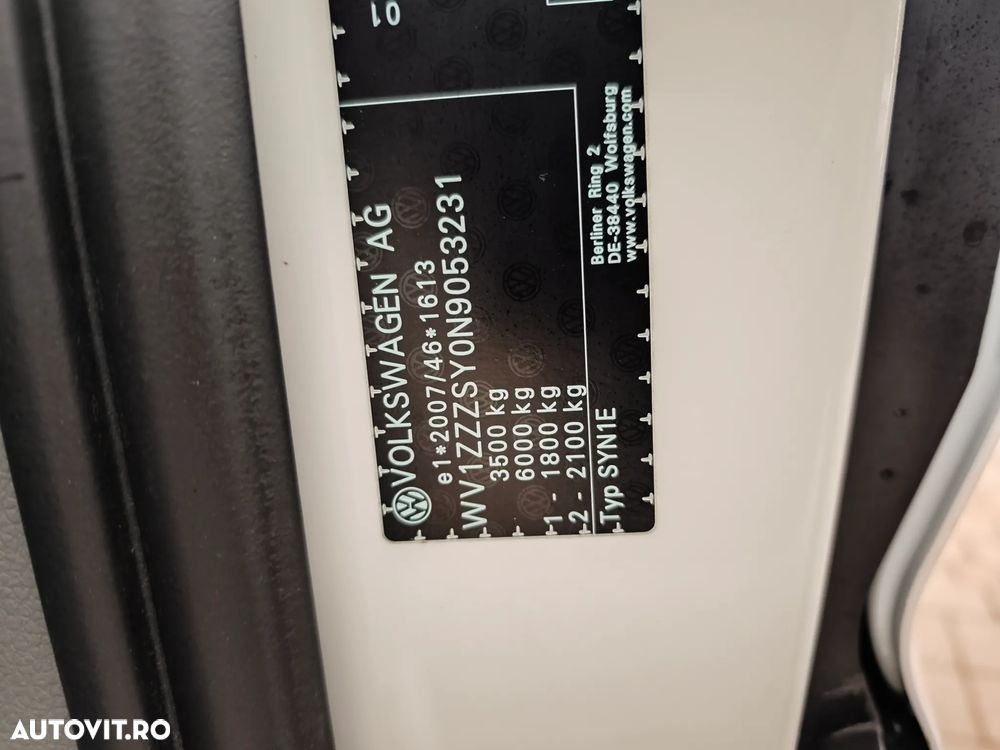 VOLKSWAGEN AG
e1*2007/46*1613
WV1ZZZSY0N9053231
3500 kg
6000 kg
1 - 1800 kg
2 - 2100 kg
Typ SYN1E
Berliner Ring 2
DE-38440 Wolfsburg
www.volkswagen.com
01
AUTOVIT.RO